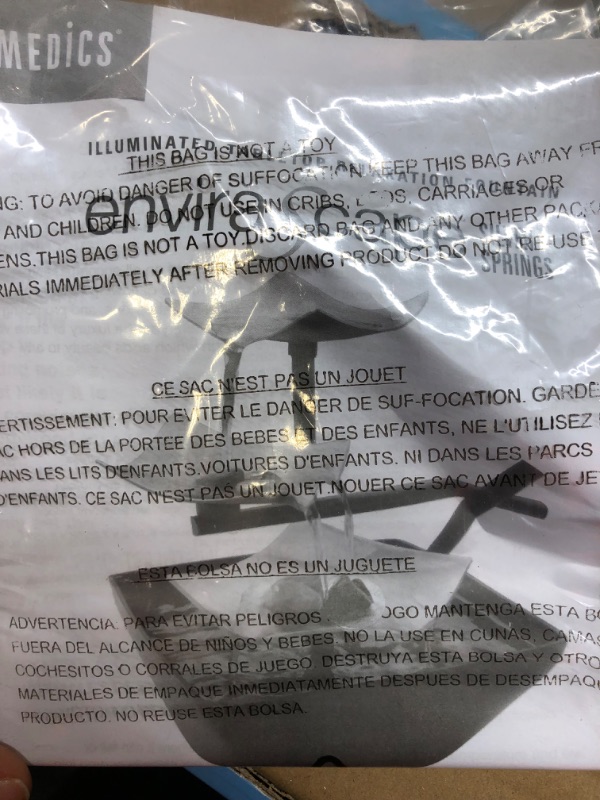 MEDICS
ILLUMINATED
THIS BAG IS NOT A TOY
NG: TO AVOID DANGER OF SUFFOCATION KEEP THIS BAG AWAY FR
AND CHILDREN. DO NOT USE IN CRIBS, CARRIAGES, OR
ENS. THIS BAG IS NOT A TOY. DISCARD BAG AND ANY OTHER PACK
RIALS IMMEDIATELY AFTER REMOVING PRODUCT. DO NOT RE-USE
SPRINGS
CE SAC N'EST PAS UN JOUET
ERTISSEMENT: POUR EVITER LE DANGER DE SUF-FOCATION. GARDE
AC HORS DE LA PORTEE DES BEBES ET DES ENFANTS, NE L'UTILISEZ
ANS LES LITS D'ENFANTS. VOITURES D'ENFANTS. NI DANS LES PARCS
D'ENFANTS. CE SAC N'EST PAS UN JOUET. NOUER CE SAC AVANT DE JE
ESTA BOLSA NO ES UN JUGUETE
ADVERTENCIA. PARA EVITAR PELIGROS OGO MANTENGA ESTA BO
FUERA DEL ALCANCE DE NIÑOS Y BEBES, NO LA USE EN CUNAS, CAMAS
COCHESITOS O CORRALES DE JUEGO. DESTRUYA ESTA BOLSA Y OTRO
MATERIALES DE EMPAQUE INMEDIATAMENTE DESPUES DE DESEMPAQ
PRODUCTO. NO REUSE ESTA BOLSA.